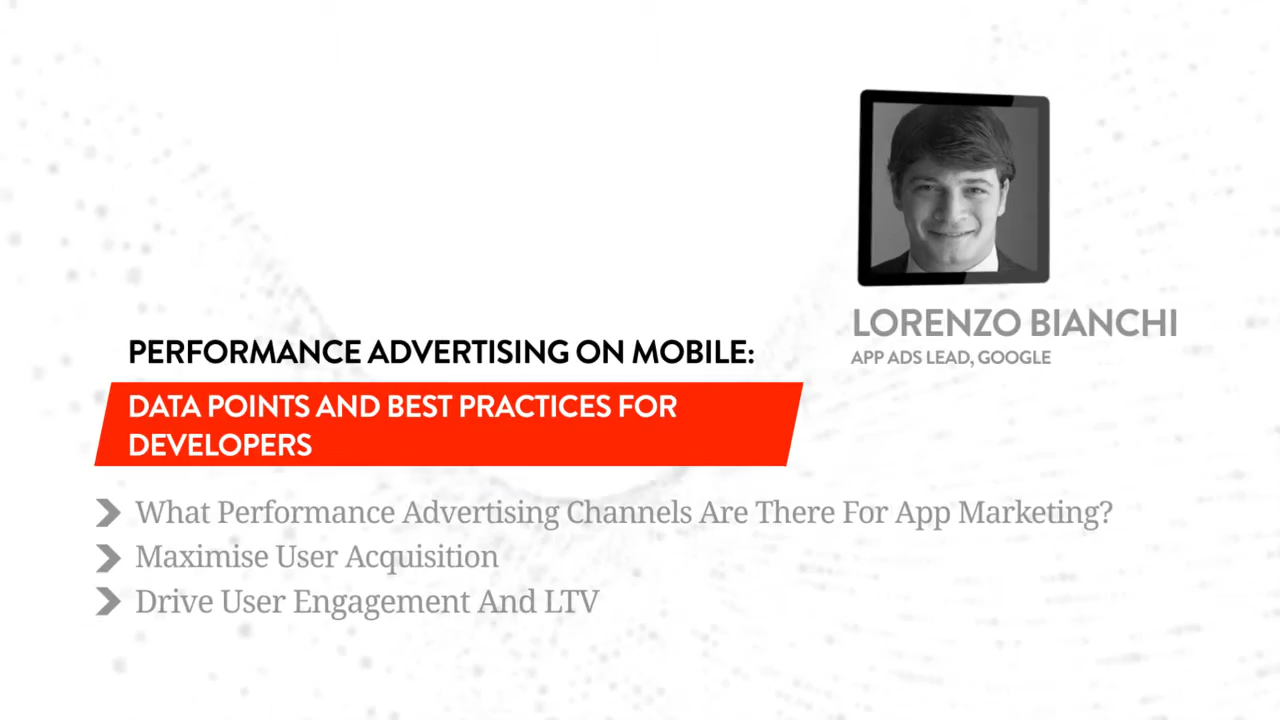 LORENZO BIANCHI
APP ADS LEAD, GOOGLE
PERFORMANCE ADVERTISING ON MOBILE:
DATA POINTS AND BEST PRACTICES FOR
DEVELOPERS
What Performance Advertising Channels Are There For App Marketing?
Maximise User Acquisition
Drive User Engagement And LTV